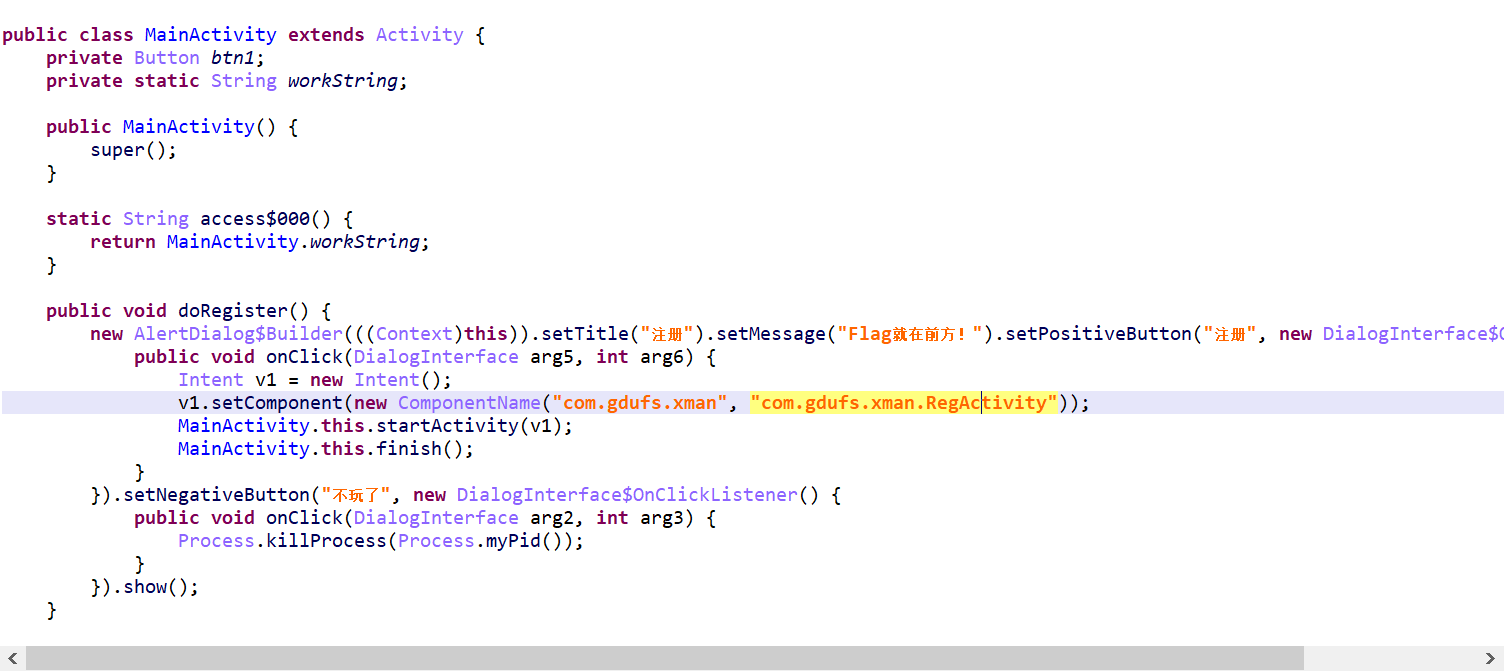 public class MainActivity extends Activity {
    private Button btn1;
    private static String workString;
    public MainActivity() {
        super();
    }
    static String access$000() {
        return MainActivity.workString;
    }
    public void doRegister() {
        new AlertDialog$Builder(((Context)this)).setTitle("注册").setMessage("Flag就在前方! ").setPositiveButton("注册", new DialogInterface$O
            public void onClick(DialogInterface arg5, int arg6) {
                Intent v1 = new Intent();
                v1.setComponent(new ComponentName("com.gdufs.xman", "com.gdufs.xman.RegActivity"));
                MainActivity.this.startActivity(v1);
                MainActivity.this.finish();
            }
        }).setNegativeButton("不玩了", new DialogInterface$OnClickListener() {
            public void onClick(DialogInterface arg2, int arg3) {
                Process.killProcess(Process.myPid());
            }
        }).show();
    }